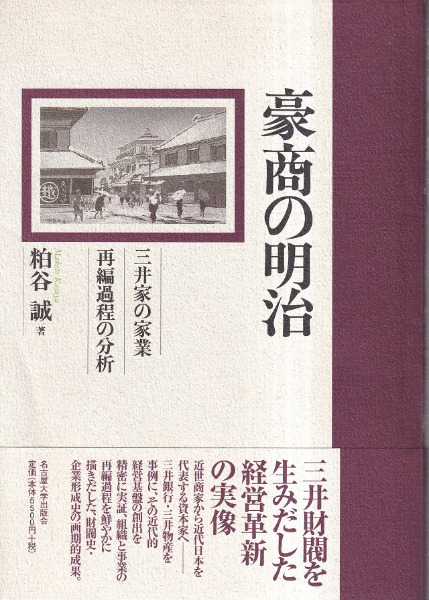 豪商の明治
三井家の家業
再編過程の分析
Makoto Kasuya
粕谷 誠 著
越
三井財閥を
生みだした
経営革新
の実像
近世商家から近代日本を
代表する資本家へ――
三井銀行・三井物産を
事例に、その近代的
経営基盤の創出を
精密に実証、組織と事業の
再編過程を鮮やかに
描きだした、財閥史・
企業形成史の画期的成果。
名古屋大学出版会
定価(本体5500円+税)